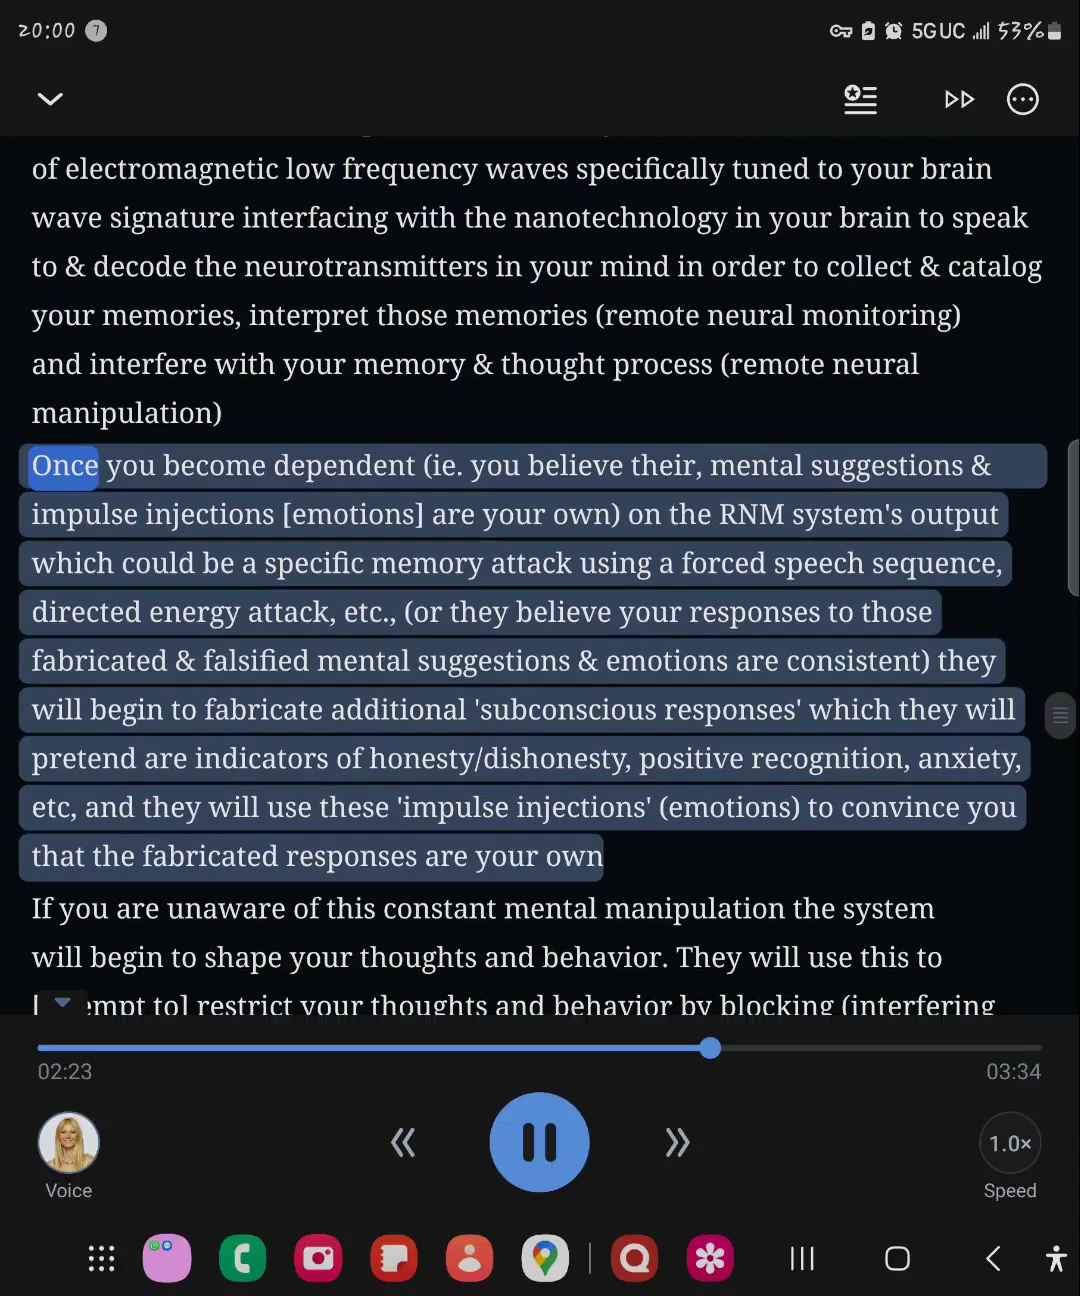 20:00 7 5GUC 53%
of electromagnetic low frequency waves specifically tuned to your brain
wave signature interfacing with the nanotechnology in your brain to speak
to & decode the neurotransmitters in your mind in order to collect & catalog
your memories, interpret those memories (remote neural monitoring)
and interfere with your memory & thought process (remote neural
manipulation)
Once you become dependent (ie. you believe their, mental suggestions &
impulse injections [emotions] are your own) on the RNM system's output
which could be a specific memory attack using a forced speech sequence,
directed energy attack, etc., (or they believe your responses to those
fabricated & falsified mental suggestions & emotions are consistent) they
will begin to fabricate additional 'subconscious responses' which they will
pretend are indicators of honesty/dishonesty, positive recognition, anxiety,
etc, and they will use these 'impulse injections' (emotions) to convince you
that the fabricated responses are your own
If you are unaware of this constant mental manipulation the system
will begin to shape your thoughts and behavior. They will use this to
empt to] restrict your thoughts and behavior by blocking (interfering
02:23 03:34
1.0×
Voice Speed